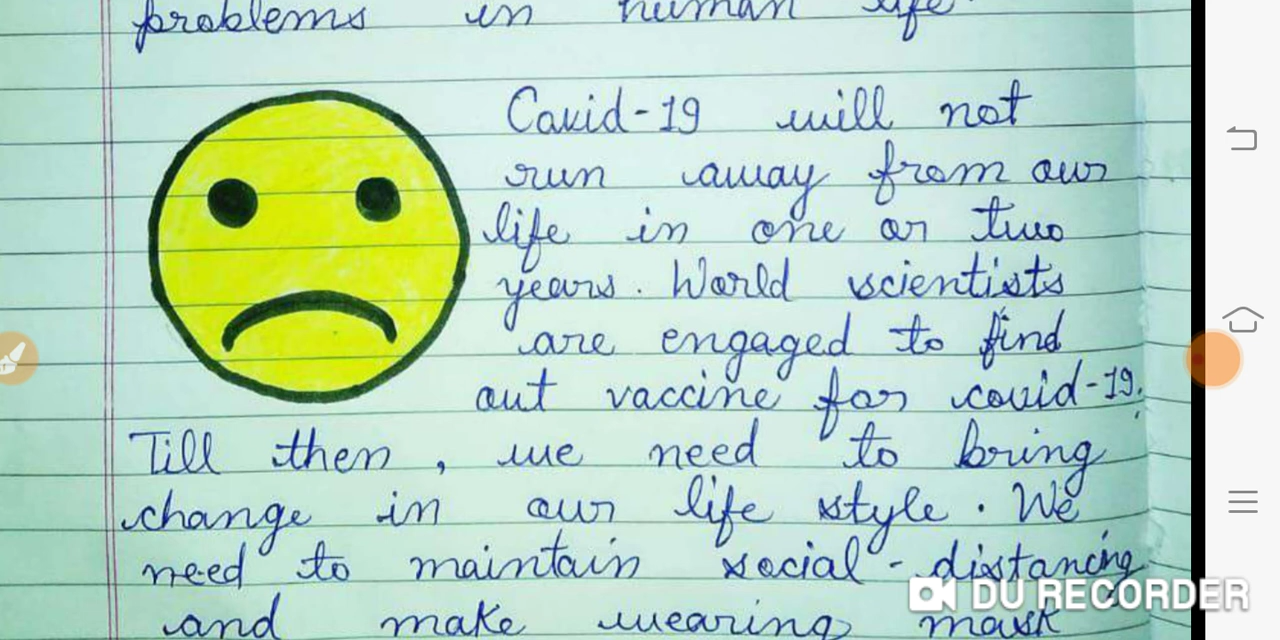 problems in human life
Covid-19 will not
run away from our
life in one or two
years. World scientists
are engaged to find
out vaccine for covid-19.
Till then, we need to bring
change in our life style. We
need to maintain social-distancing
and make wearing mask
DU RECORDER